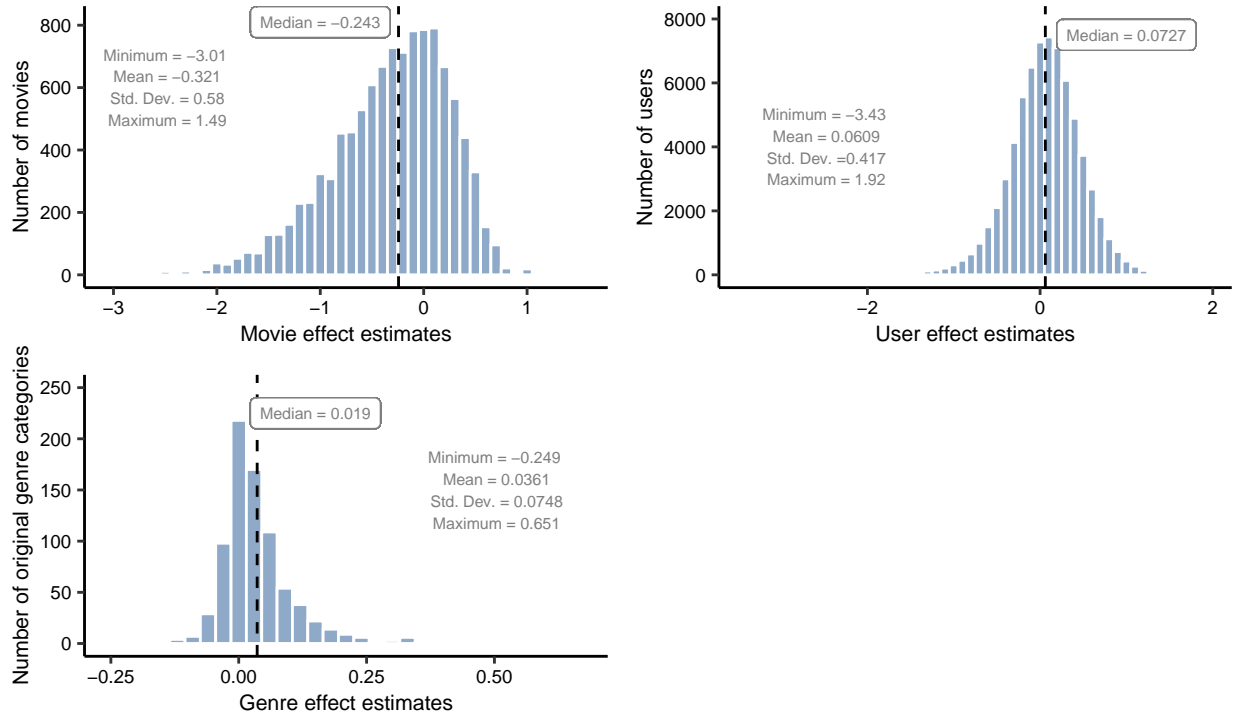 Number of movies
800
600
400
200
0
Median = −0.243
Minimum = −3.01
Mean = −0.321
Std. Dev. = 0.58
Maximum = 1.49
−3
−2
−1
0
1
Movie effect estimates
Number of users
8000
6000
4000
2000
0
Median = 0.0727
Minimum = −3.43
Mean = 0.0609
Std. Dev. =0.417
Maximum = 1.92
−2
0
2
User effect estimates
Number of original genre categories
250
200
150
100
50
0
Median = 0.019
Minimum = −0.249
Mean = 0.0361
Std. Dev. = 0.0748
Maximum = 0.651
−0.25
0.00
0.25
0.50
Genre effect estimates